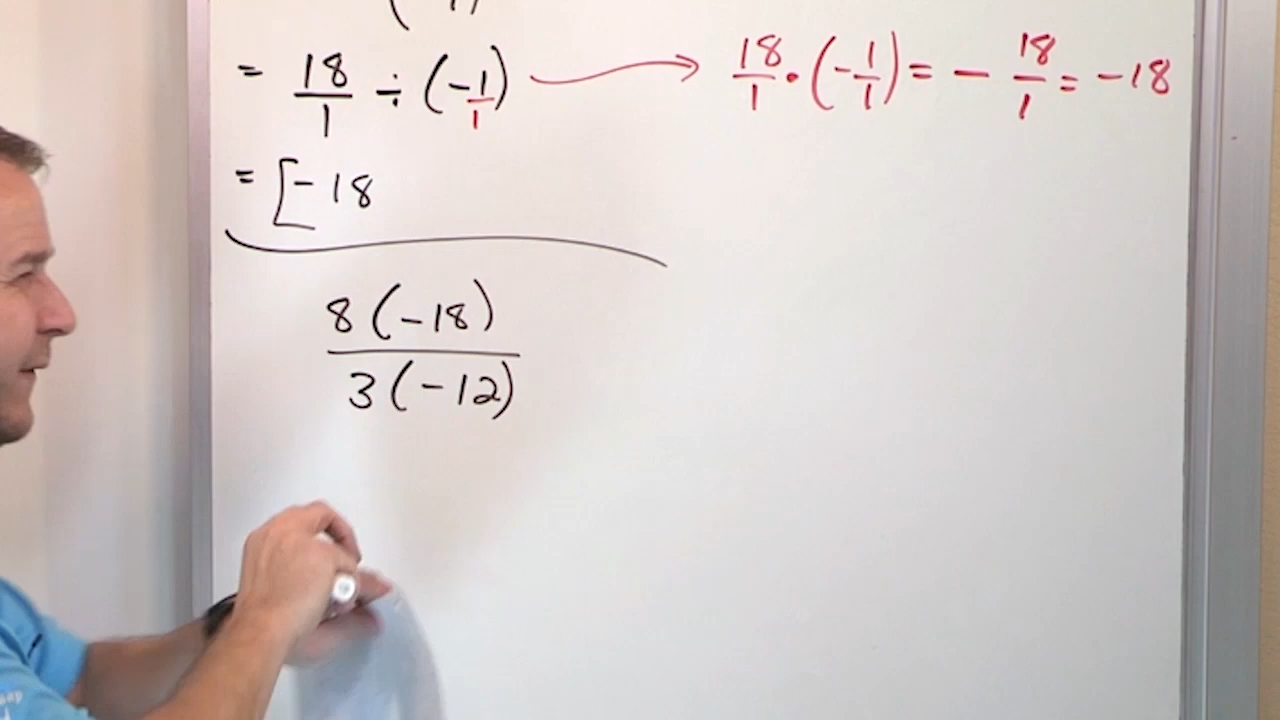 = 18/1 ÷ (-1/1) → 18/1 • (-1/1) = - 18/1 = -18
= [-18
8(-18)
3(-12)